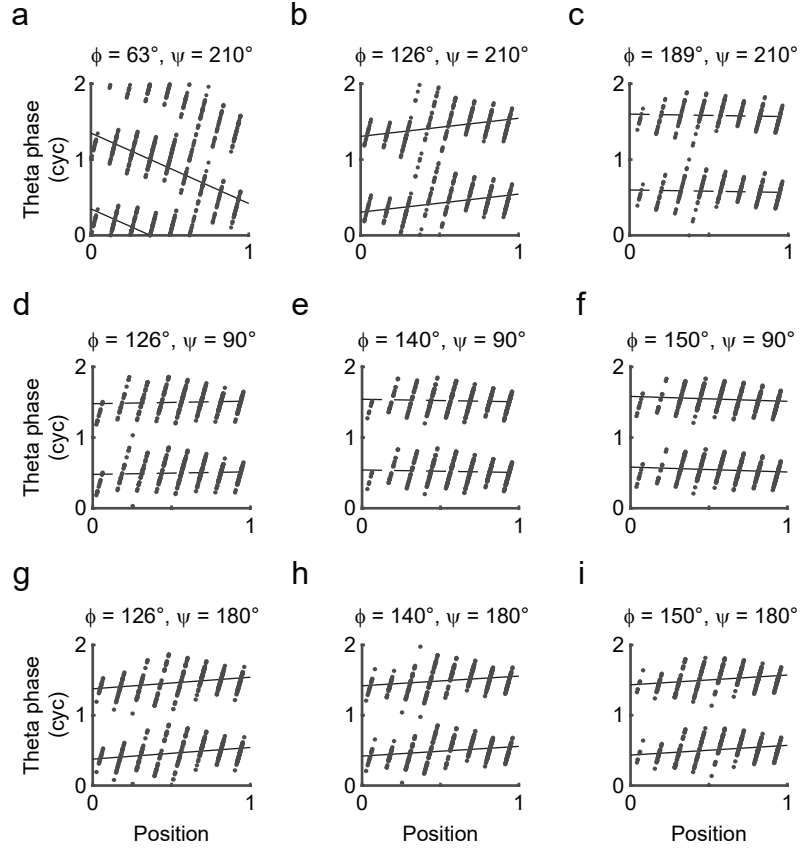 a
b
c
ϕ = 63°, ψ = 210°
ϕ = 126°, ψ = 210°
ϕ = 189°, ψ = 210°
Theta phase
(cyc)
2
1
0
0
1
2
1
0
0
1
2
1
0
0
1
d
e
f
ϕ = 126°, ψ = 90°
ϕ = 140°, ψ = 90°
ϕ = 150°, ψ = 90°
Theta phase
(cyc)
2
1
0
0
1
2
1
0
0
1
2
1
0
0
1
g
h
i
ϕ = 126°, ψ = 180°
ϕ = 140°, ψ = 180°
ϕ = 150°, ψ = 180°
Theta phase
(cyc)
2
1
0
0
1
2
1
0
0
1
2
1
0
0
1
Position
Position
Position